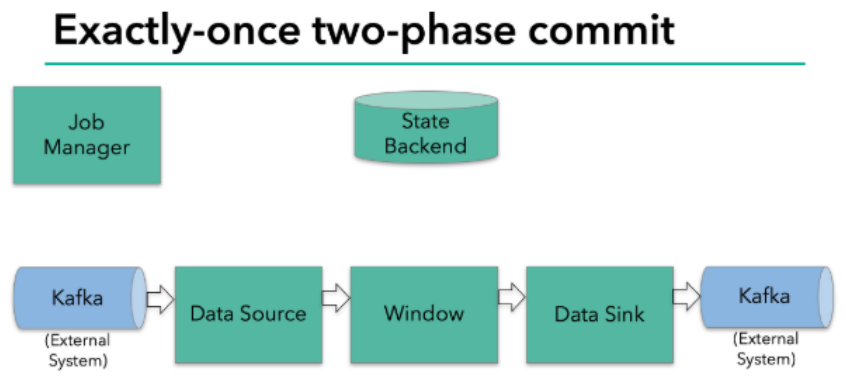 Exactly-once two-phase commit
Job
Manager
State
Backend
Kafka
(External
System)
Data Source
Window
Data Sink
Kafka
(External
System)